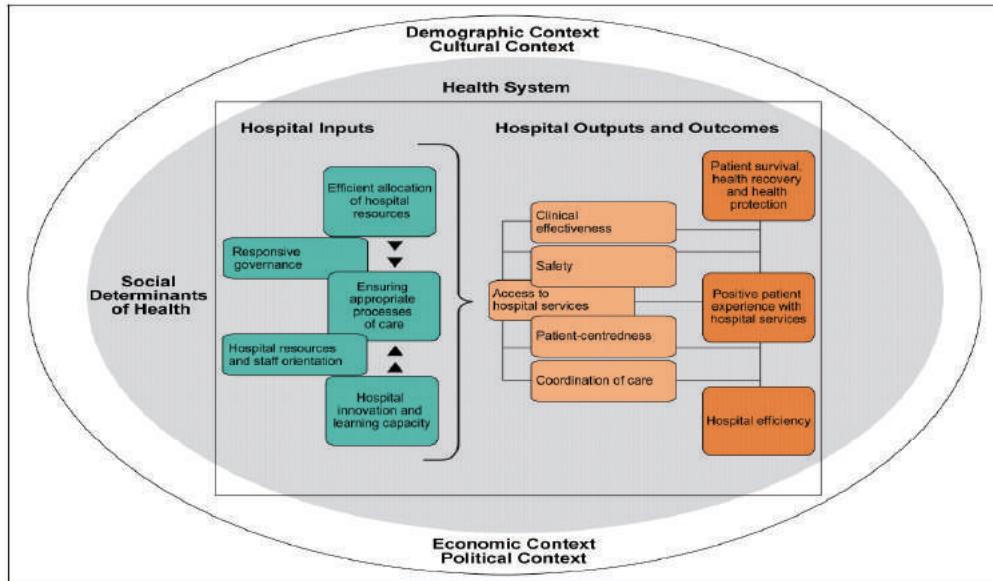 Demographic Context
Cultural Context
Health System
Hospital Inputs
Hospital Outputs and Outcomes
Efficient allocation
of hospital
resources
Responsive
governance
Ensuring
appropriate
processes
of care
Hospital resources
and staff orientation
Hospital
innovation and
learning capacity
Clinical
effectiveness
Safety
Access to
hospital services
Patient-centredness
Coordination of care
Patient survival,
health recovery
and health
protection
Positive patient
experience with
hospital services
Hospital efficiency
Social
Determinants
of Health
Economic Context
Political Context